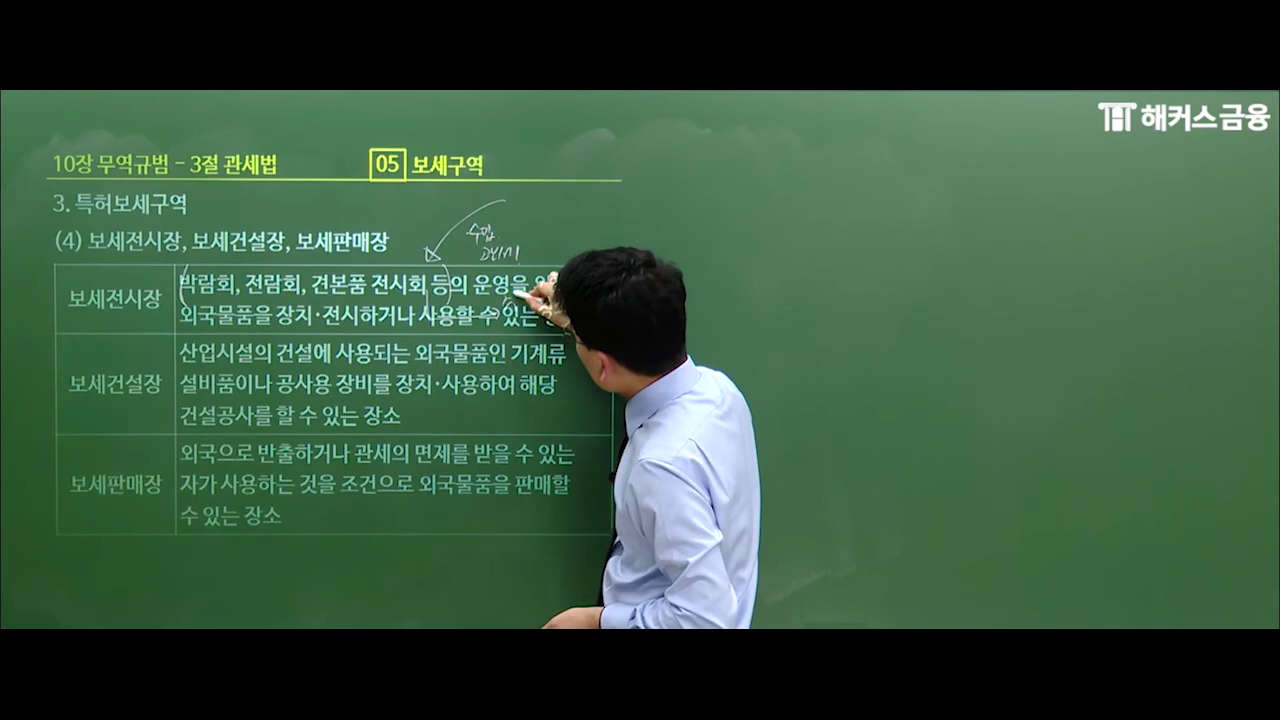 해커스금융
10장 무역규범 - 3절 관세법
05 보세구역
3. 특허보세구역
(4) 보세전시장, 보세건설장, 보세판매장
수입
관세
보세전시장
박람회, 전람회, 견본품 전시회 등의 운영을
외국물품을 장치·전시하거나 사용할 수 있는
보세건설장
산업시설의 건설에 사용되는 외국물품인 기계류
설비품이나 공사용 장비를 장치·사용하여 해당
건설공사를 할 수 있는 장소
보세판매장
외국으로 반출하거나 관세의 면제를 받을 수 있는
자가 사용하는 것을 조건으로 외국물품을 판매할
수 있는 장소